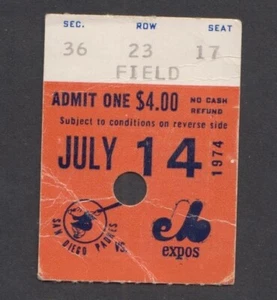 SEC. ROW SEAT
36 23 17
FIELD
ADMIT ONE $4.00 NO CASH REFUND
Subject to conditions on reverse side
JULY 14 1974
SAN DIEGO PADRES VS.
expos